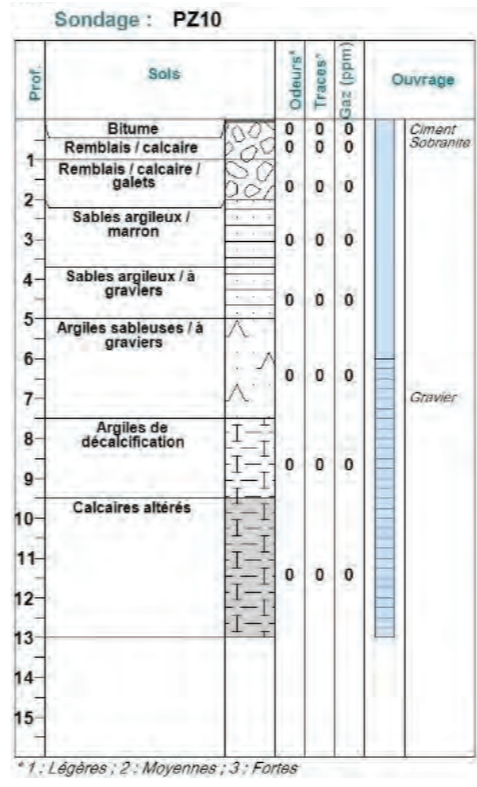 Sondage : PZ10
Prof.
Sols
Odeurs*
Traces*
Gaz (ppm)
Ouvrage
Bitume 0 0 0 Ciment
Remblais / calcaire 0 0 0 Sobranite
1
Remblais / calcaire /
galets 0 0 0
2
Sables argileux /
marron
3 0 0 0
4 Sables argileux / à
graviers 0 0 0
5
Argiles sableuses / à
graviers
6
0 0 0
7 Gravier
Argiles de
8 décalcification
0 0 0
9
Calcaires altérés
10
11
0 0 0
12
13
14
15
* 1 : Légères ; 2 : Moyennes ; 3 : Fortes